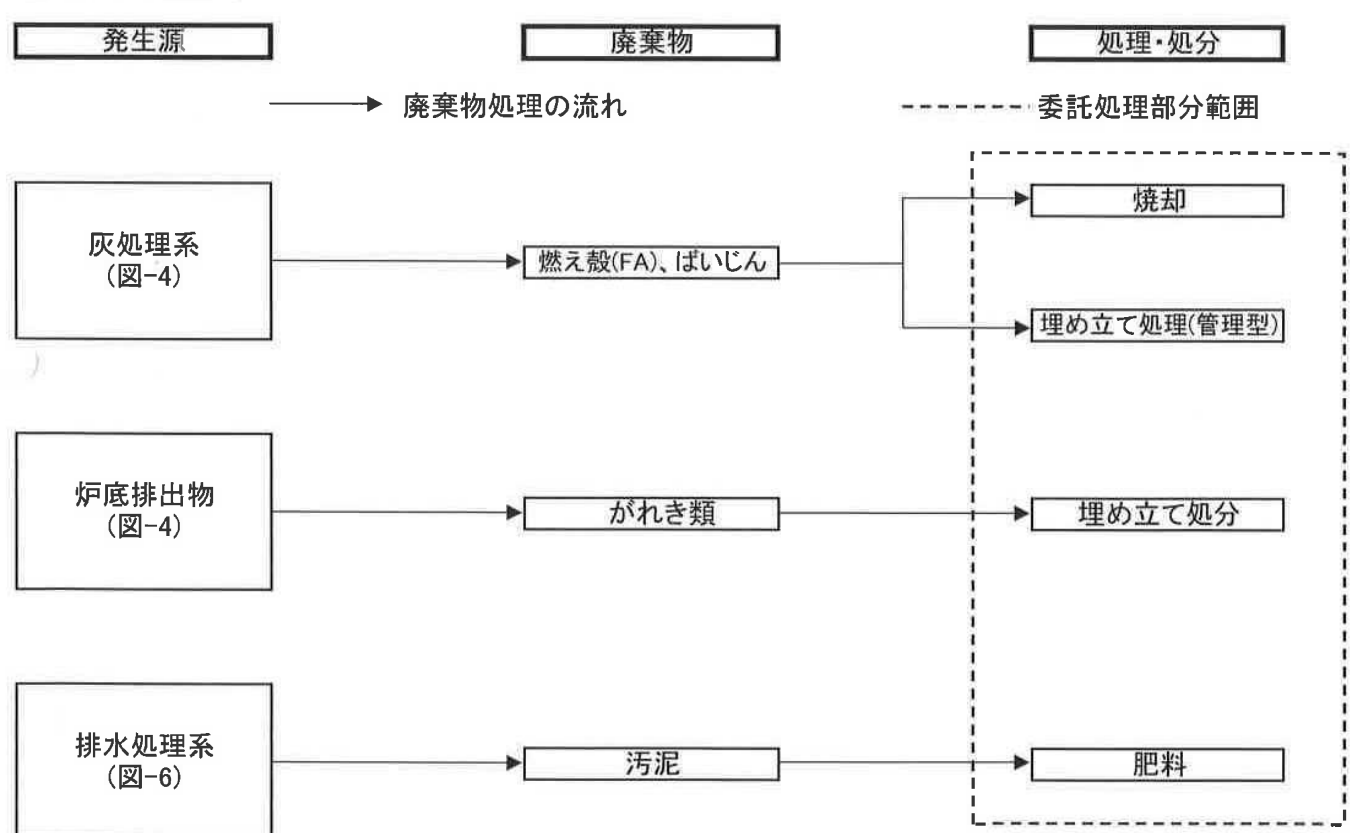 発生源
廃棄物
処理・処分
廃棄物処理の流れ
委託処理部分範囲
灰処理系
(図-4)
燃え殻(FA)、ばいじん
焼却
埋め立て処理(管理型)
炉底排出物
(図-4)
がれき類
埋め立て処分
排水処理系
(図-6)
汚泥
肥料